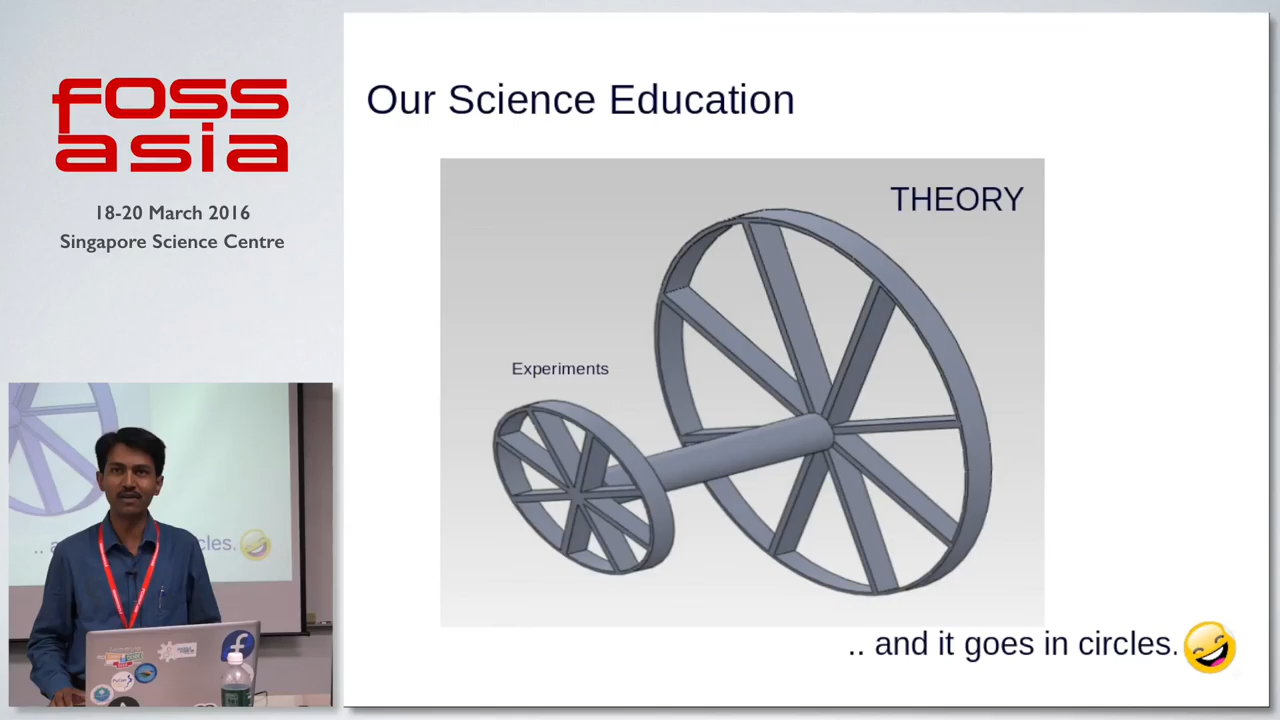 fOSS
asia
18-20 March 2016
Singapore Science Centre
Our Science Education
THEORY
Experiments
.. and it goes in circles.
cles.